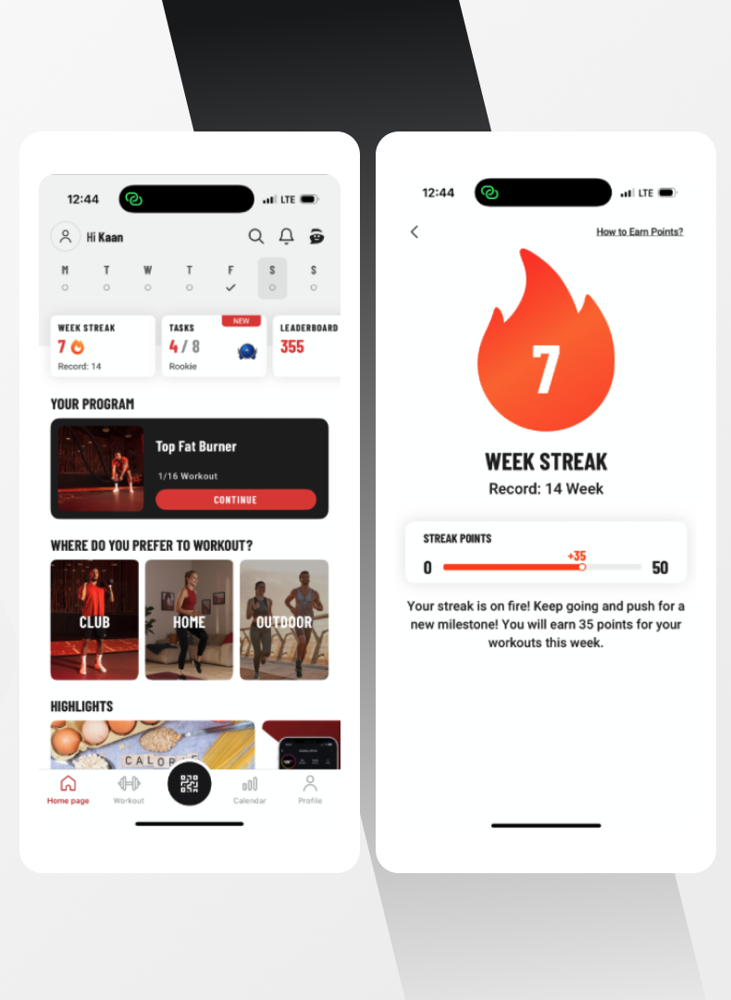 12:44
LTE
Hi Kaan
M T W T F S S
WEEK STREAK
7
Record: 14
NEW
TASKS
4 / 8
Rookie
LEADERBOARD
355
YOUR PROGRAM
Top Fat Burner
1/16 Workout
CONTINUE
WHERE DO YOU PREFER TO WORKOUT?
CLUB
HOME
OUTDOOR
HIGHLIGHTS
CALOR
Home page
Workout
Calendar
Profile
12:44
LTE
How to Earn Points?
7
WEEK STREAK
Record: 14 Week
STREAK POINTS
+35
0
50
Your streak is on fire! Keep going and push for a
new milestone! You will earn 35 points for your
workouts this week.